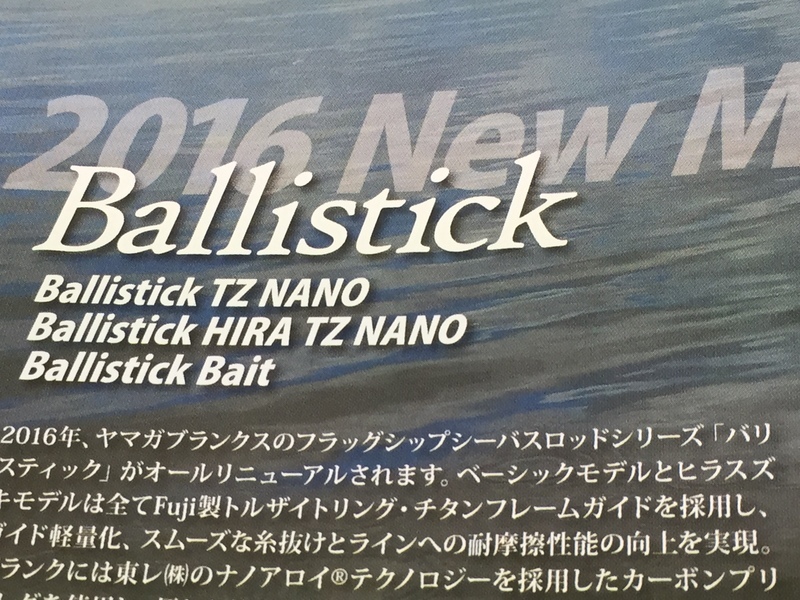 2016 New M
Ballistick
Ballistick TZ NANO
Ballistick HIRA TZ NANO
Ballistick Bait
2016年、ヤマガブランクスのフラッグシップシーバスロッドシリーズ「バリ
スティック」がオールリニューアルされます。ベーシックモデルとヒラスズ
キモデルは全てFuji製トルザイトリング・チタンフレームガイドを採用し、
ガイド軽量化、スムーズな糸抜けとラインへの耐摩擦性能の向上を実現。
ランクには東レ㈱のナノアロイ®テクノロジーを採用したカーボンプリ